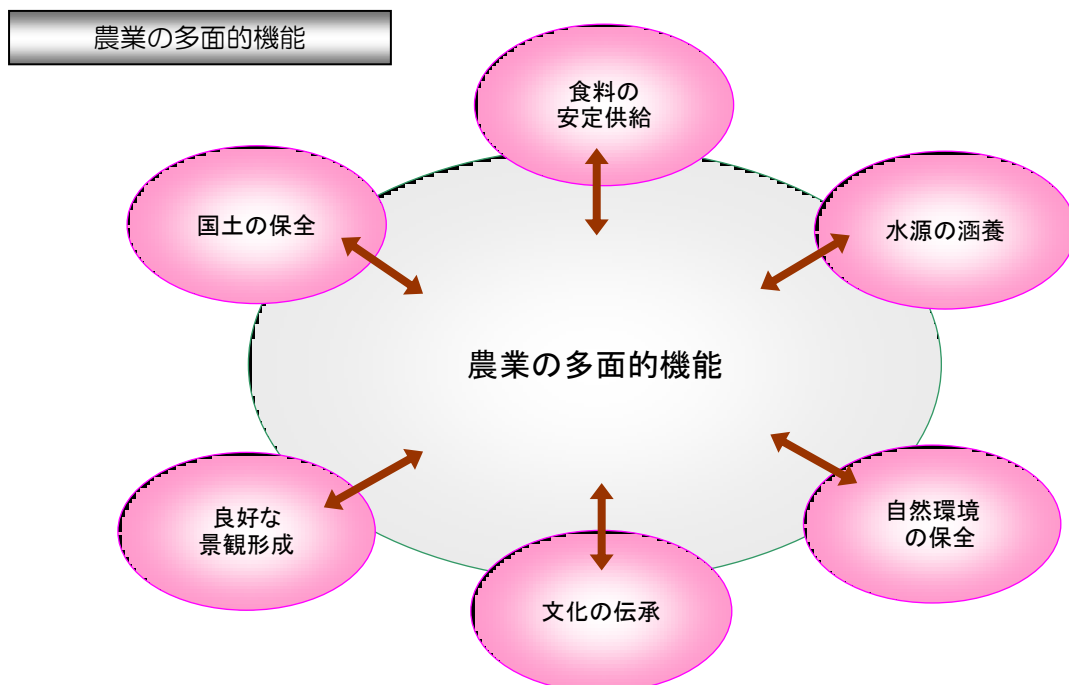 農業の多面的機能
食料の
安定供給
国土の保全
水源の涵養
農業の多面的機能
良好な
景観形成
自然環境
の保全
文化の伝承